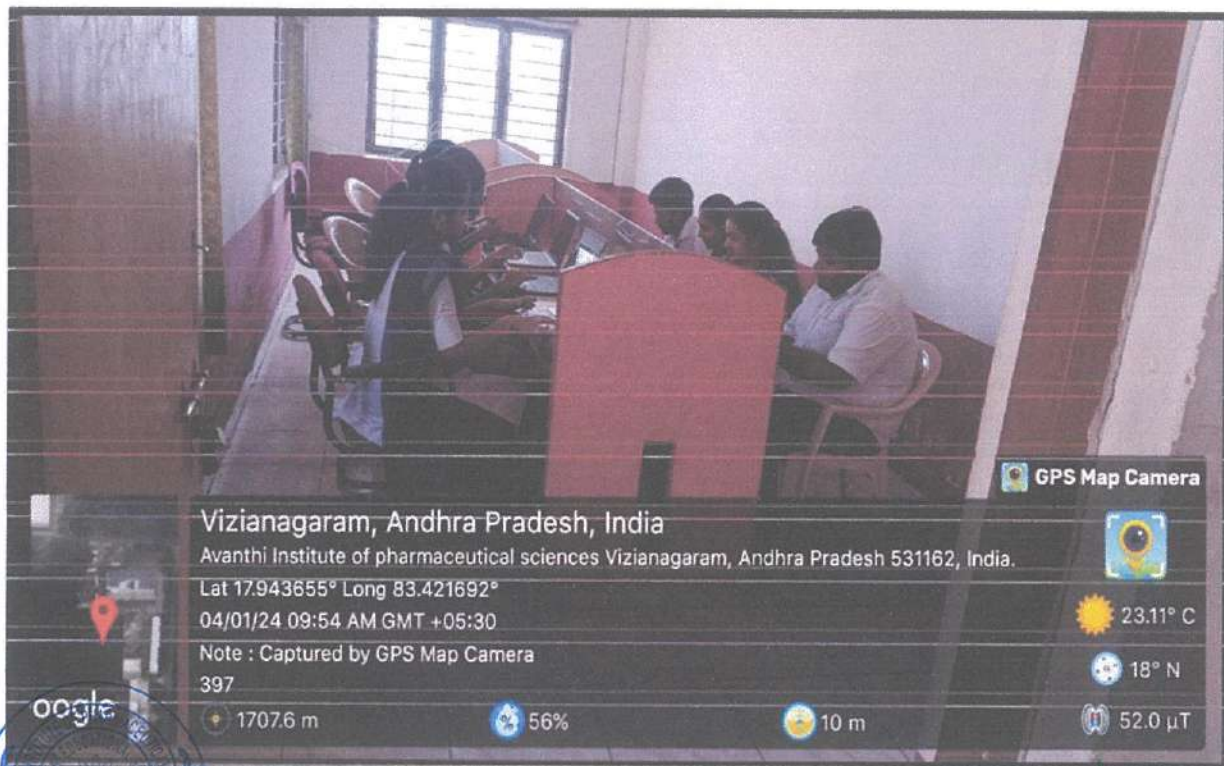 GPS Map Camera
Vizianagaram, Andhra Pradesh, India
Avanthi Institute of pharmaceutical sciences Vizianagaram, Andhra Pradesh 531162, India.
Lat 17.943655° Long 83.421692°
04/01/24 09:54 AM GMT +05:30
23.11° C
Note : Captured by GPS Map Camera
18° N
397
oogle
1707.6 m
56%
10 m
52.0 µT